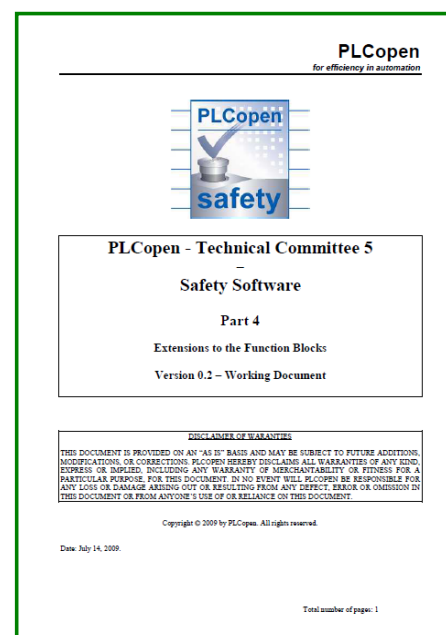 PLCopen
for efficiency in automation
PLCopen
safety
PLCopen - Technical Committee 5
–
Safety Software
Part 4
Extensions to the Function Blocks
Version 0.2 – Working Document
DISCLAIMER OF WARANTIES
THIS DOCUMENT IS PROVIDED ON AN “AS IS” BASIS AND MAY BE SUBJECT TO FUTURE ADDITIONS,
MODIFICATIONS, OR CORRECTIONS. PLCOPEN HEREBY DISCLAIMS ALL WARRANTIES OF ANY KIND,
EXPRESS OR IMPLIED, INCLUDING ANY WARRANTY OF MERCHANTABILITY OR FITNESS FOR A
PARTICULAR PURPOSE, FOR THIS DOCUMENT. IN NO EVENT WILL PLCOPEN BE RESPONSIBLE FOR
ANY LOSS OR DAMAGE ARISING OUT OR RESULTING FROM ANY DEFECT, ERROR OR OMISSION IN
THIS DOCUMENT OR FROM ANYONE’S USE OF OR RELIANCE ON THIS DOCUMENT.
Copyright © 2009 by PLCopen. All rights reserved.
Date: July 14, 2009.
Total number of pages: 1